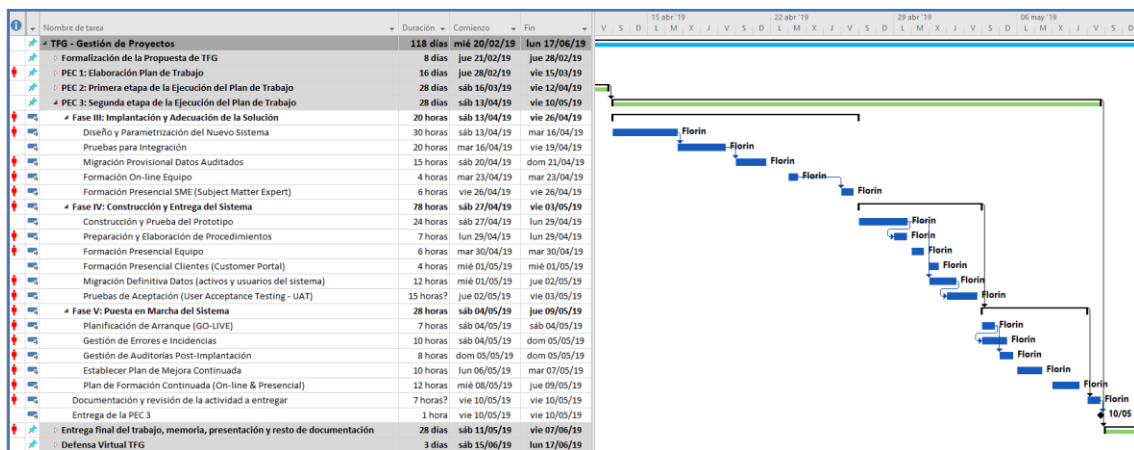 15 abr '19 22 abr '19 29 abr '19 06 may '19
Nombre de tarea Duración Comienzo Fin V S D L M X J V S D L M X J V S D L M X J V S D L M X J V S D
TFG - Gestión de Proyectos 118 días mié 20/02/19 lun 17/06/19
Formalización de la Propuesta de TFG 8 días jue 21/02/19 jue 28/02/19
PEC 1: Elaboración Plan de Trabajo 16 días jue 28/02/19 vie 15/03/19
PEC 2: Primera etapa de la Ejecución del Plan de Trabajo 28 días sáb 16/03/19 vie 12/04/19
PEC 3: Segunda etapa de la Ejecución del Plan de Trabajo 28 días sáb 13/04/19 vie 10/05/19
Fase III: Implantación y Adecuación de la Solución 20 horas sáb 13/04/19 vie 26/04/19
Diseño y Parametrización del Nuevo Sistema 30 horas sáb 13/04/19 mar 16/04/19 Florin
Pruebas para Integración 20 horas mar 16/04/19 vie 19/04/19 Florin
Migración Provisional Datos Auditados 15 horas sáb 20/04/19 dom 21/04/19 Florin
Formación On-line Equipo 4 horas mar 23/04/19 mar 23/04/19 Florin
Formación Presencial SME (Subject Matter Expert) 6 horas vie 26/04/19 vie 26/04/19 Florin
Fase IV: Construcción y Entrega del Sistema 78 horas sáb 27/04/19 vie 03/05/19
Construcción y Prueba del Prototipo 24 horas sáb 27/04/19 lun 29/04/19 Florin
Preparación y Elaboración de Procedimientos 7 horas lun 29/04/19 lun 29/04/19 Florin
Formación Presencial Equipo 6 horas mar 30/04/19 mar 30/04/19 Florin
Formación Presencial Clientes (Customer Portal) 4 horas mié 01/05/19 mié 01/05/19 Florin
Migración Definitiva Datos (activos y usuarios del sistema) 12 horas mié 01/05/19 jue 02/05/19 Florin
Pruebas de Aceptación (User Acceptance Testing - UAT) 15 horas? jue 02/05/19 vie 03/05/19 Florin
Fase V: Puesta en Marcha del Sistema 28 horas sáb 04/05/19 jue 09/05/19
Planificación de Arranque (GO-LIVE) 7 horas sáb 04/05/19 sáb 04/05/19 Florin
Gestión de Errores e Incidencias 10 horas sáb 04/05/19 dom 05/05/19 Florin
Gestión de Auditorías Post-Implantación 8 horas dom 05/05/19 dom 05/05/19 Florin
Establecer Plan de Mejora Continuada 10 horas lun 06/05/19 mar 07/05/19 Florin
Plan de Formación Continuada (On-line & Presencial) 12 horas mié 08/05/19 jue 09/05/19 Florin
Documentación y revisión de la actividad a entregar 7 horas? vie 10/05/19 vie 10/05/19 Florin
Entrega de la PEC 3 1 hora vie 10/05/19 vie 10/05/19 10/05
Entrega final del trabajo, memoria, presentación y resto de documentación 28 días sáb 11/05/19 vie 07/06/19
Defensa Virtual TFG 3 días sáb 15/06/19 lun 17/06/19